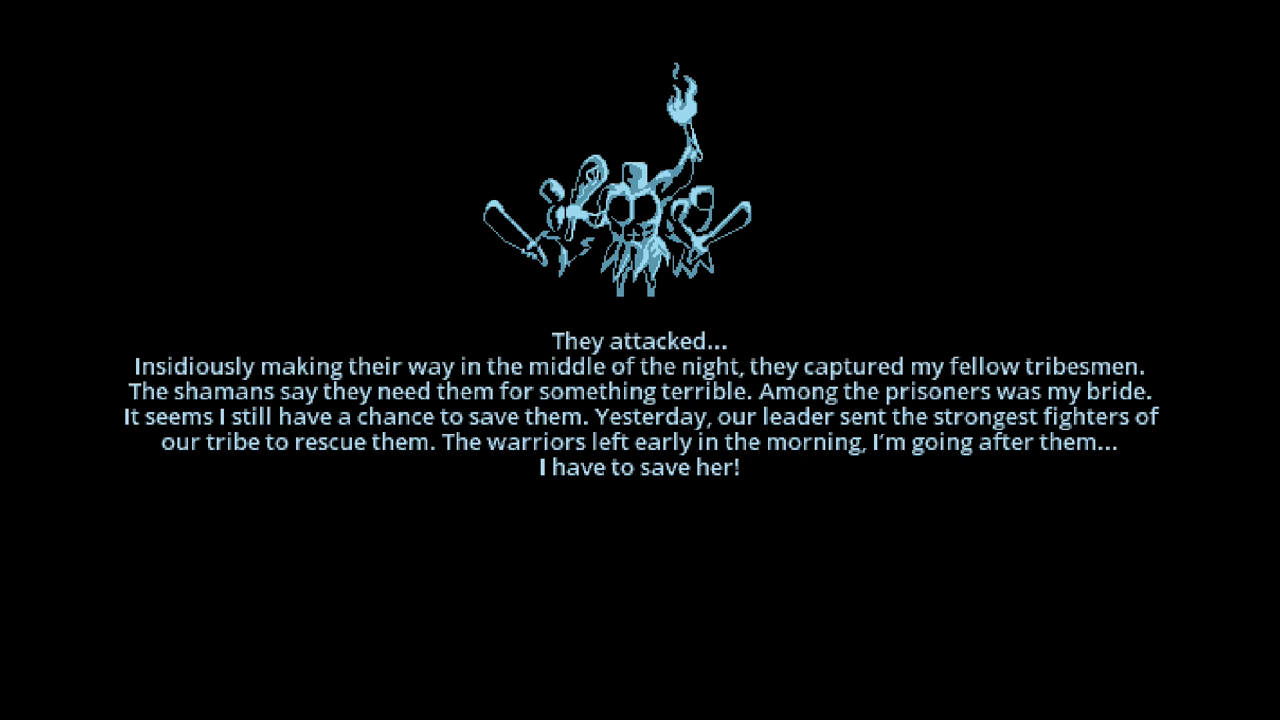 They attacked...
Insidiously making their way in the middle of the night, they captured my fellow tribesmen.
The shamans say they need them for something terrible. Among the prisoners was my bride.
It seems I still have a chance to save them. Yesterday, our leader sent the strongest fighters of
our tribe to rescue them. The warriors left early in the morning, I’m going after them...
I have to save her!